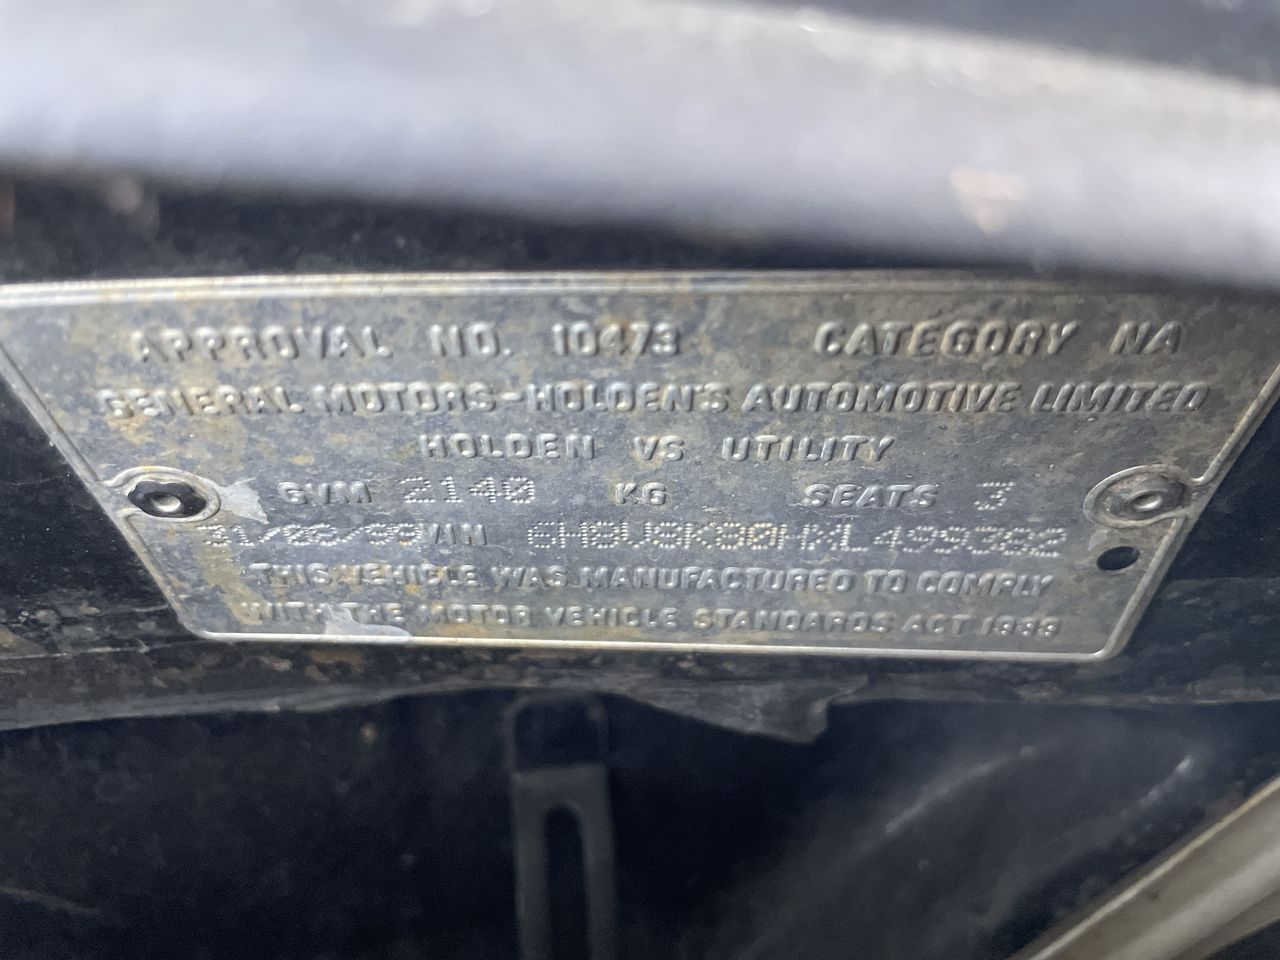 APPROVAL NO. 10473 CATEGORY NA
GENERAL MOTORS-HOLDEN'S AUTOMOTIVE LIMITED
HOLDEN VS UTILITY
GVM 2140 KG SEATS 3
VIN
THIS VEHICLE WAS MANUFACTURED TO COMPLY
WITH THE MOTOR VEHICLE STANDARDS ACT 1989